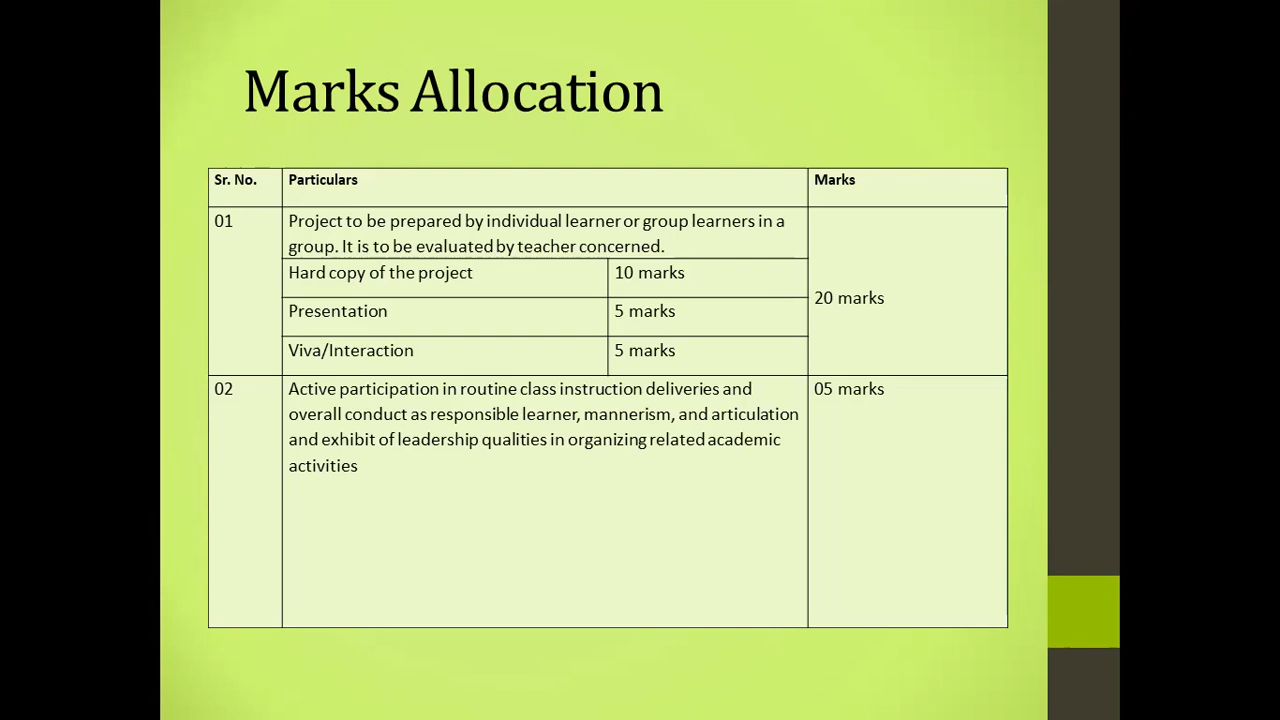 Marks Allocation
Sr. No. Particulars Marks
01 Project to be prepared by individual learner or group learners in a
group. It is to be evaluated by teacher concerned.
Hard copy of the project 10 marks
20 marks
Presentation 5 marks
Viva/Interaction 5 marks
02 Active participation in routine class instruction deliveries and 05 marks
overall conduct as responsible learner, mannerism, and articulation
and exhibit of leadership qualities in organizing related academic
activities